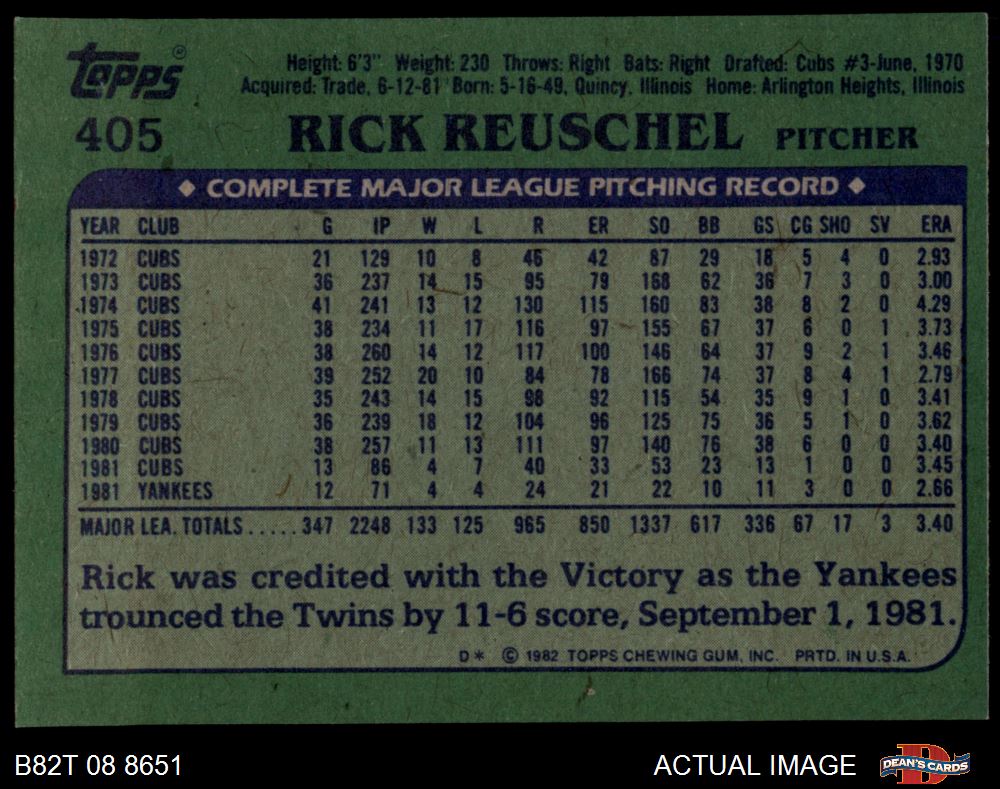 Topps®
Height: 6'3" Weight: 230 Throws: Right Bats: Right Drafted: Cubs #3-June, 1970
Acquired: Trade, 6-12-81 Born: 5-16-49, Quincy, Illinois Home: Arlington Heights, Illinois
405 RICK REUSCHEL PITCHER
◆ COMPLETE MAJOR LEAGUE PITCHING RECORD ◆
YEAR CLUB G IP W L R ER SO BB GS CG SHO SV ERA
1972 CUBS 21 129 10 8 46 42 87 29 18 5 4 0 2.93
1973 CUBS 36 237 14 15 95 79 168 62 36 7 3 0 3.00
1974 CUBS 41 241 13 12 130 115 160 83 38 8 2 0 4.29
1975 CUBS 38 234 11 17 116 97 155 67 37 6 0 1 3.73
1976 CUBS 38 260 14 12 117 100 146 64 37 9 2 1 3.46
1977 CUBS 39 252 20 10 84 78 166 74 37 8 4 1 2.79
1978 CUBS 35 243 14 15 98 92 115 54 35 9 1 0 3.41
1979 CUBS 36 239 18 12 104 96 125 75 36 5 1 0 3.62
1980 CUBS 38 257 11 13 111 97 140 76 38 6 0 0 3.40
1981 CUBS 13 86 4 7 40 33 53 23 13 1 0 0 3.45
1981 YANKEES 12 71 4 4 24 21 22 10 11 3 0 0 2.66
MAJOR LEA. TOTALS ..... 347 2248 133 125 965 850 1337 617 336 67 17 3 3.40
Rick was credited with the Victory as the Yankees
trounced the Twins by 11-6 score, September 1, 1981.
D* © 1982 TOPPS CHEWING GUM, INC. PRTD. IN U.S.A.
B82T 08 8651 ACTUAL IMAGE DEAN'S CARDS